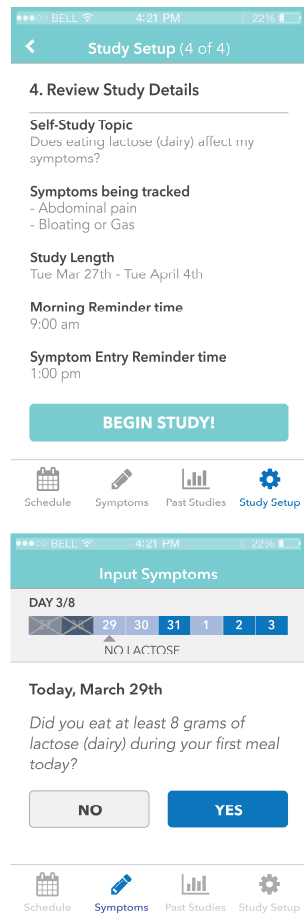 BELL 4:21 PM 22%
Study Setup (4 of 4)
4. Review Study Details
Self-Study Topic
Does eating lactose (dairy) affect my
symptoms?
Symptoms being tracked
- Abdominal pain
- Bloating or Gas
Study Length
Tue Mar 27th - Tue April 4th
Morning Reminder time
9:00 am
Symptom Entry Reminder time
1:00 pm
BEGIN STUDY!
Schedule Symptoms Past Studies Study Setup
BELL 4:21 PM 22%
Input Symptoms
DAY 3/8
27 28 29 30 31 1 2 3
NO LACTOSE
Today, March 29th
Did you eat at least 8 grams of
lactose (dairy) during your first meal
today?
NO YES
Schedule Symptoms Past Studies Study Setup